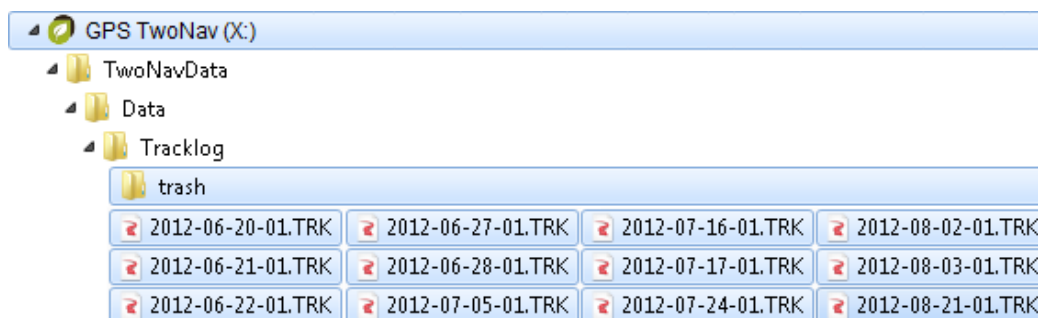 GPS TwoNav (X:)
TwoNavData
Data
Tracklog
trash
2012-06-20-01.TRK 2012-06-27-01.TRK 2012-07-16-01.TRK 2012-08-02-01.TRK
2012-06-21-01.TRK 2012-06-28-01.TRK 2012-07-17-01.TRK 2012-08-03-01.TRK
2012-06-22-01.TRK 2012-07-05-01.TRK 2012-07-24-01.TRK 2012-08-21-01.TRK